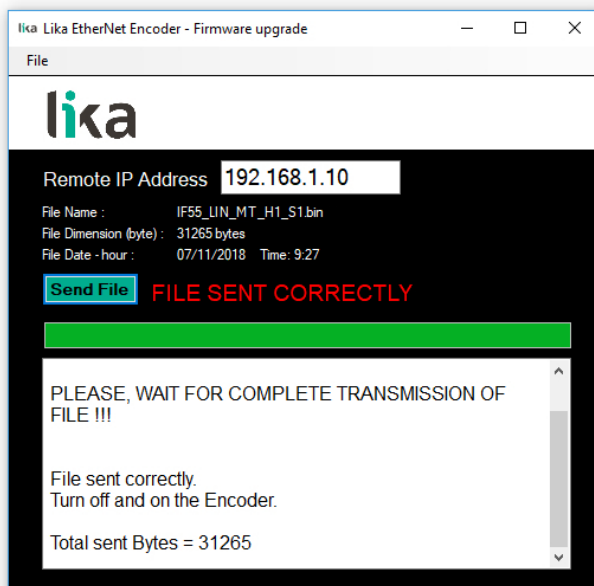 lika Lika EtherNet Encoder - Firmware upgrade
File
lika
Remote IP Address 192.168.1.10
File Name : IF55_LIN_MT_H1_S1.bin
File Dimension (byte) : 31265 bytes
File Date - hour : 07/11/2018 Time: 9:27
Send File FILE SENT CORRECTLY
PLEASE, WAIT FOR COMPLETE TRANSMISSION OF
FILE !!!
File sent correctly.
Turn off and on the Encoder.
Total sent Bytes = 31265